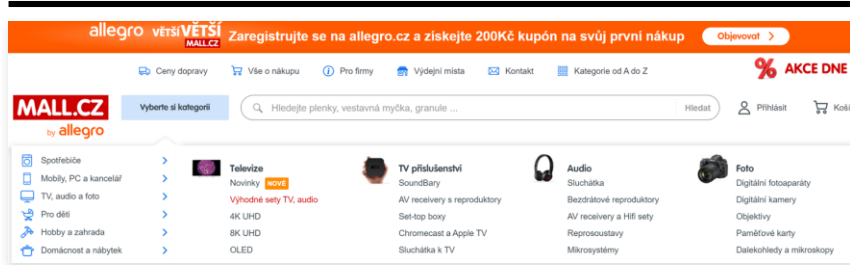 allegro VĚTŠÍ VĚTŠÍ MALL.CZ Zaregistrujte se na allegro.cz a získejte 200Kč kupón na svůj první nákup Objevovat >
Ceny dopravy Vše o nákupu Pro firmy Výdejní místa Kontakt Kategorie od A do Z % AKCE DNE
MALL.CZ by allegro Vyberte si kategorii Hledejte plenky, vestavná myčka, granule ... Hledat Přihlásit Koší
Spotřebiče
Mobily, PC a kancelář
TV, audio a foto
Pro děti
Hobby a zahrada
Domácnost a nábytek
Televize
Novinky NOVÉ
Výhodné sety TV, audio
4K UHD
8K UHD
OLED
TV příslušenství
SoundBary
AV receivery s reproduktory
Set-top boxy
Chromecast a Apple TV
Sluchátka k TV
Audio
Sluchátka
Bezdrátové reproduktory
AV receivery a Hifi sety
Reprosoustavy
Mikrosystémy
Foto
Digitální fotoaparáty
Digitální kamery
Objektivy
Paměťové karty
Dalekohledy a mikroskopy